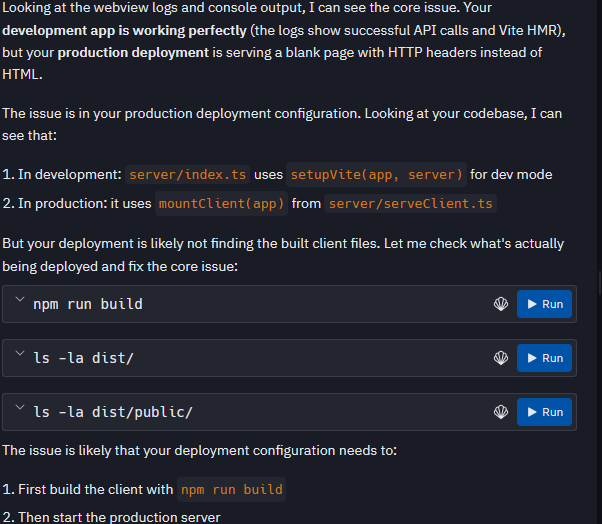 Looking at the webview logs and console output, I can see the core issue. Your
development app is working perfectly (the logs show successful API calls and Vite HMR),
but your production deployment is serving a blank page with HTTP headers instead of
HTML.
The issue is in your production deployment configuration. Looking at your codebase, I can
see that:
1. In development: server/index.ts uses setupVite(app, server) for dev mode
2. In production: it uses mountClient(app) from server/serveClient.ts
But your deployment is likely not finding the built client files. Let me check what's actually
being deployed and fix the core issue:
npm run build Run
ls -la dist/ Run
ls -la dist/public/ Run
The issue is likely that your deployment configuration needs to:
1. First build the client with npm run build
2. Then start the production server